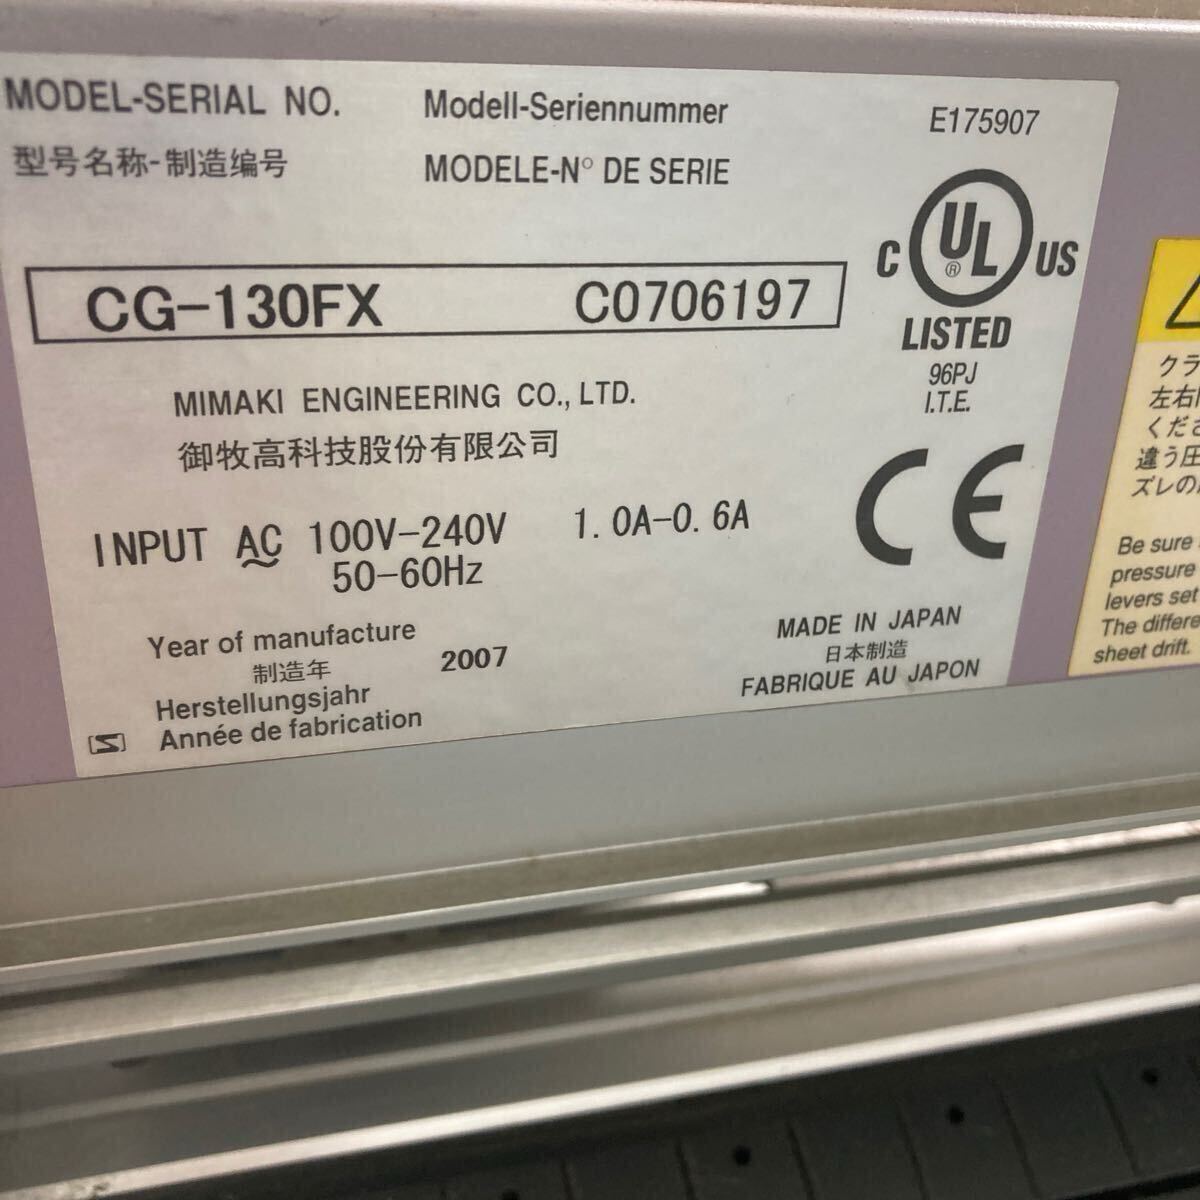 MODEL-SERIAL NO.
Modell-Seriennummer
型号名称-制造编号
MODELE-N° DE SERIE
E175907
C UL US
®
LISTED
96PJ
I.T.E.
CG-130FX C0706197
MIMAKI ENGINEERING CO., LTD.
御牧高科技股份有限公司
INPUT AC 100V-240V 1.0A-0.6A
50-60Hz
CE
Year of manufacture
制造年
2007
Herstellungsjahr
Année de fabrication
MADE IN JAPAN
日本制造
FABRIQUE AU JAPON
クラ
左右
くださ
違う圧
ズレの
Be sure
pressure
levers set
The differe
sheet drift.